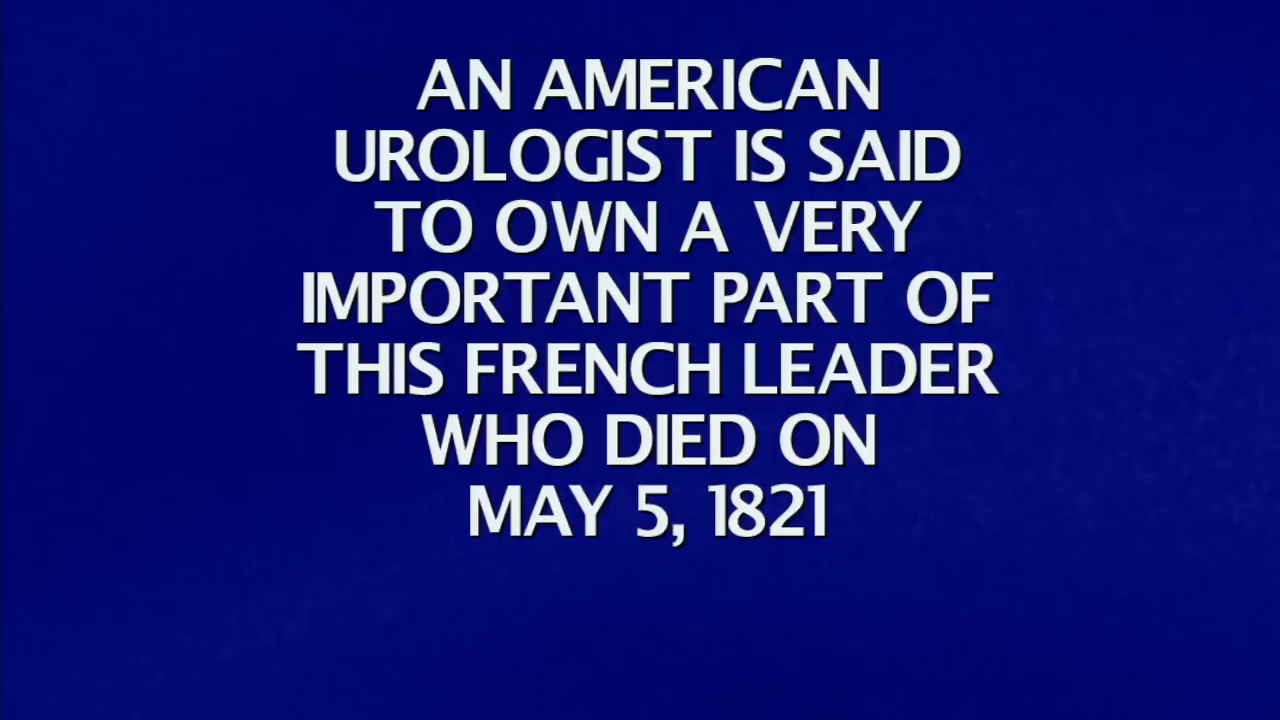 AN AMERICAN
UROLOGIST IS SAID
TO OWN A VERY
IMPORTANT PART OF
THIS FRENCH LEADER
WHO DIED ON
MAY 5, 1821